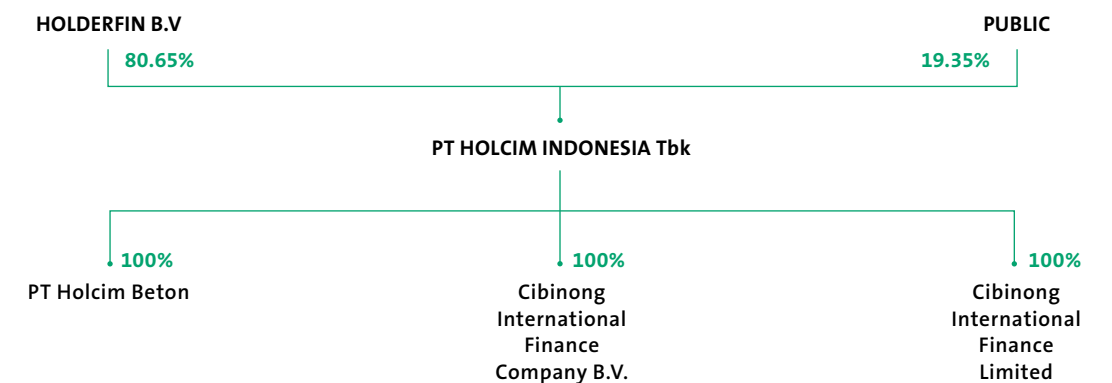 HOLDERFIN B.V
PUBLIC
80.65%
19.35%
PT HOLCIM INDONESIA Tbk
100%
PT Holcim Beton
100%
Cibinong
International
Finance
Company B.V.
100%
Cibinong
International
Finance
Limited